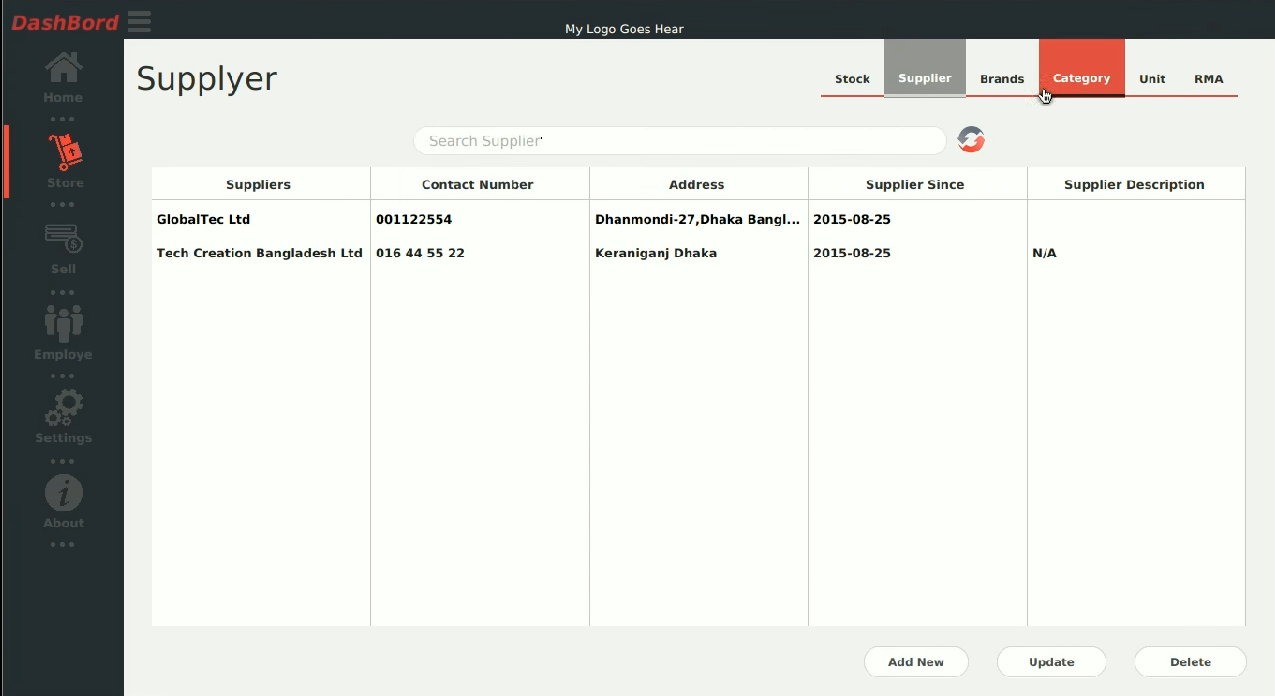 DashBord
My Logo Goes Hear
Supplyer
Stock Supplier Brands Category Unit RMA
Home
Store
Sell
Employe
Settings
About
Search Supplier
Suppliers Contact Number Address Supplier Since Supplier Description
GlobalTec Ltd 001122554 Dhanmondi-27,Dhaka Bangl... 2015-08-25
Tech Creation Bangladesh Ltd 016 44 55 22 Keraniganj Dhaka 2015-08-25 N/A
Add New Update Delete